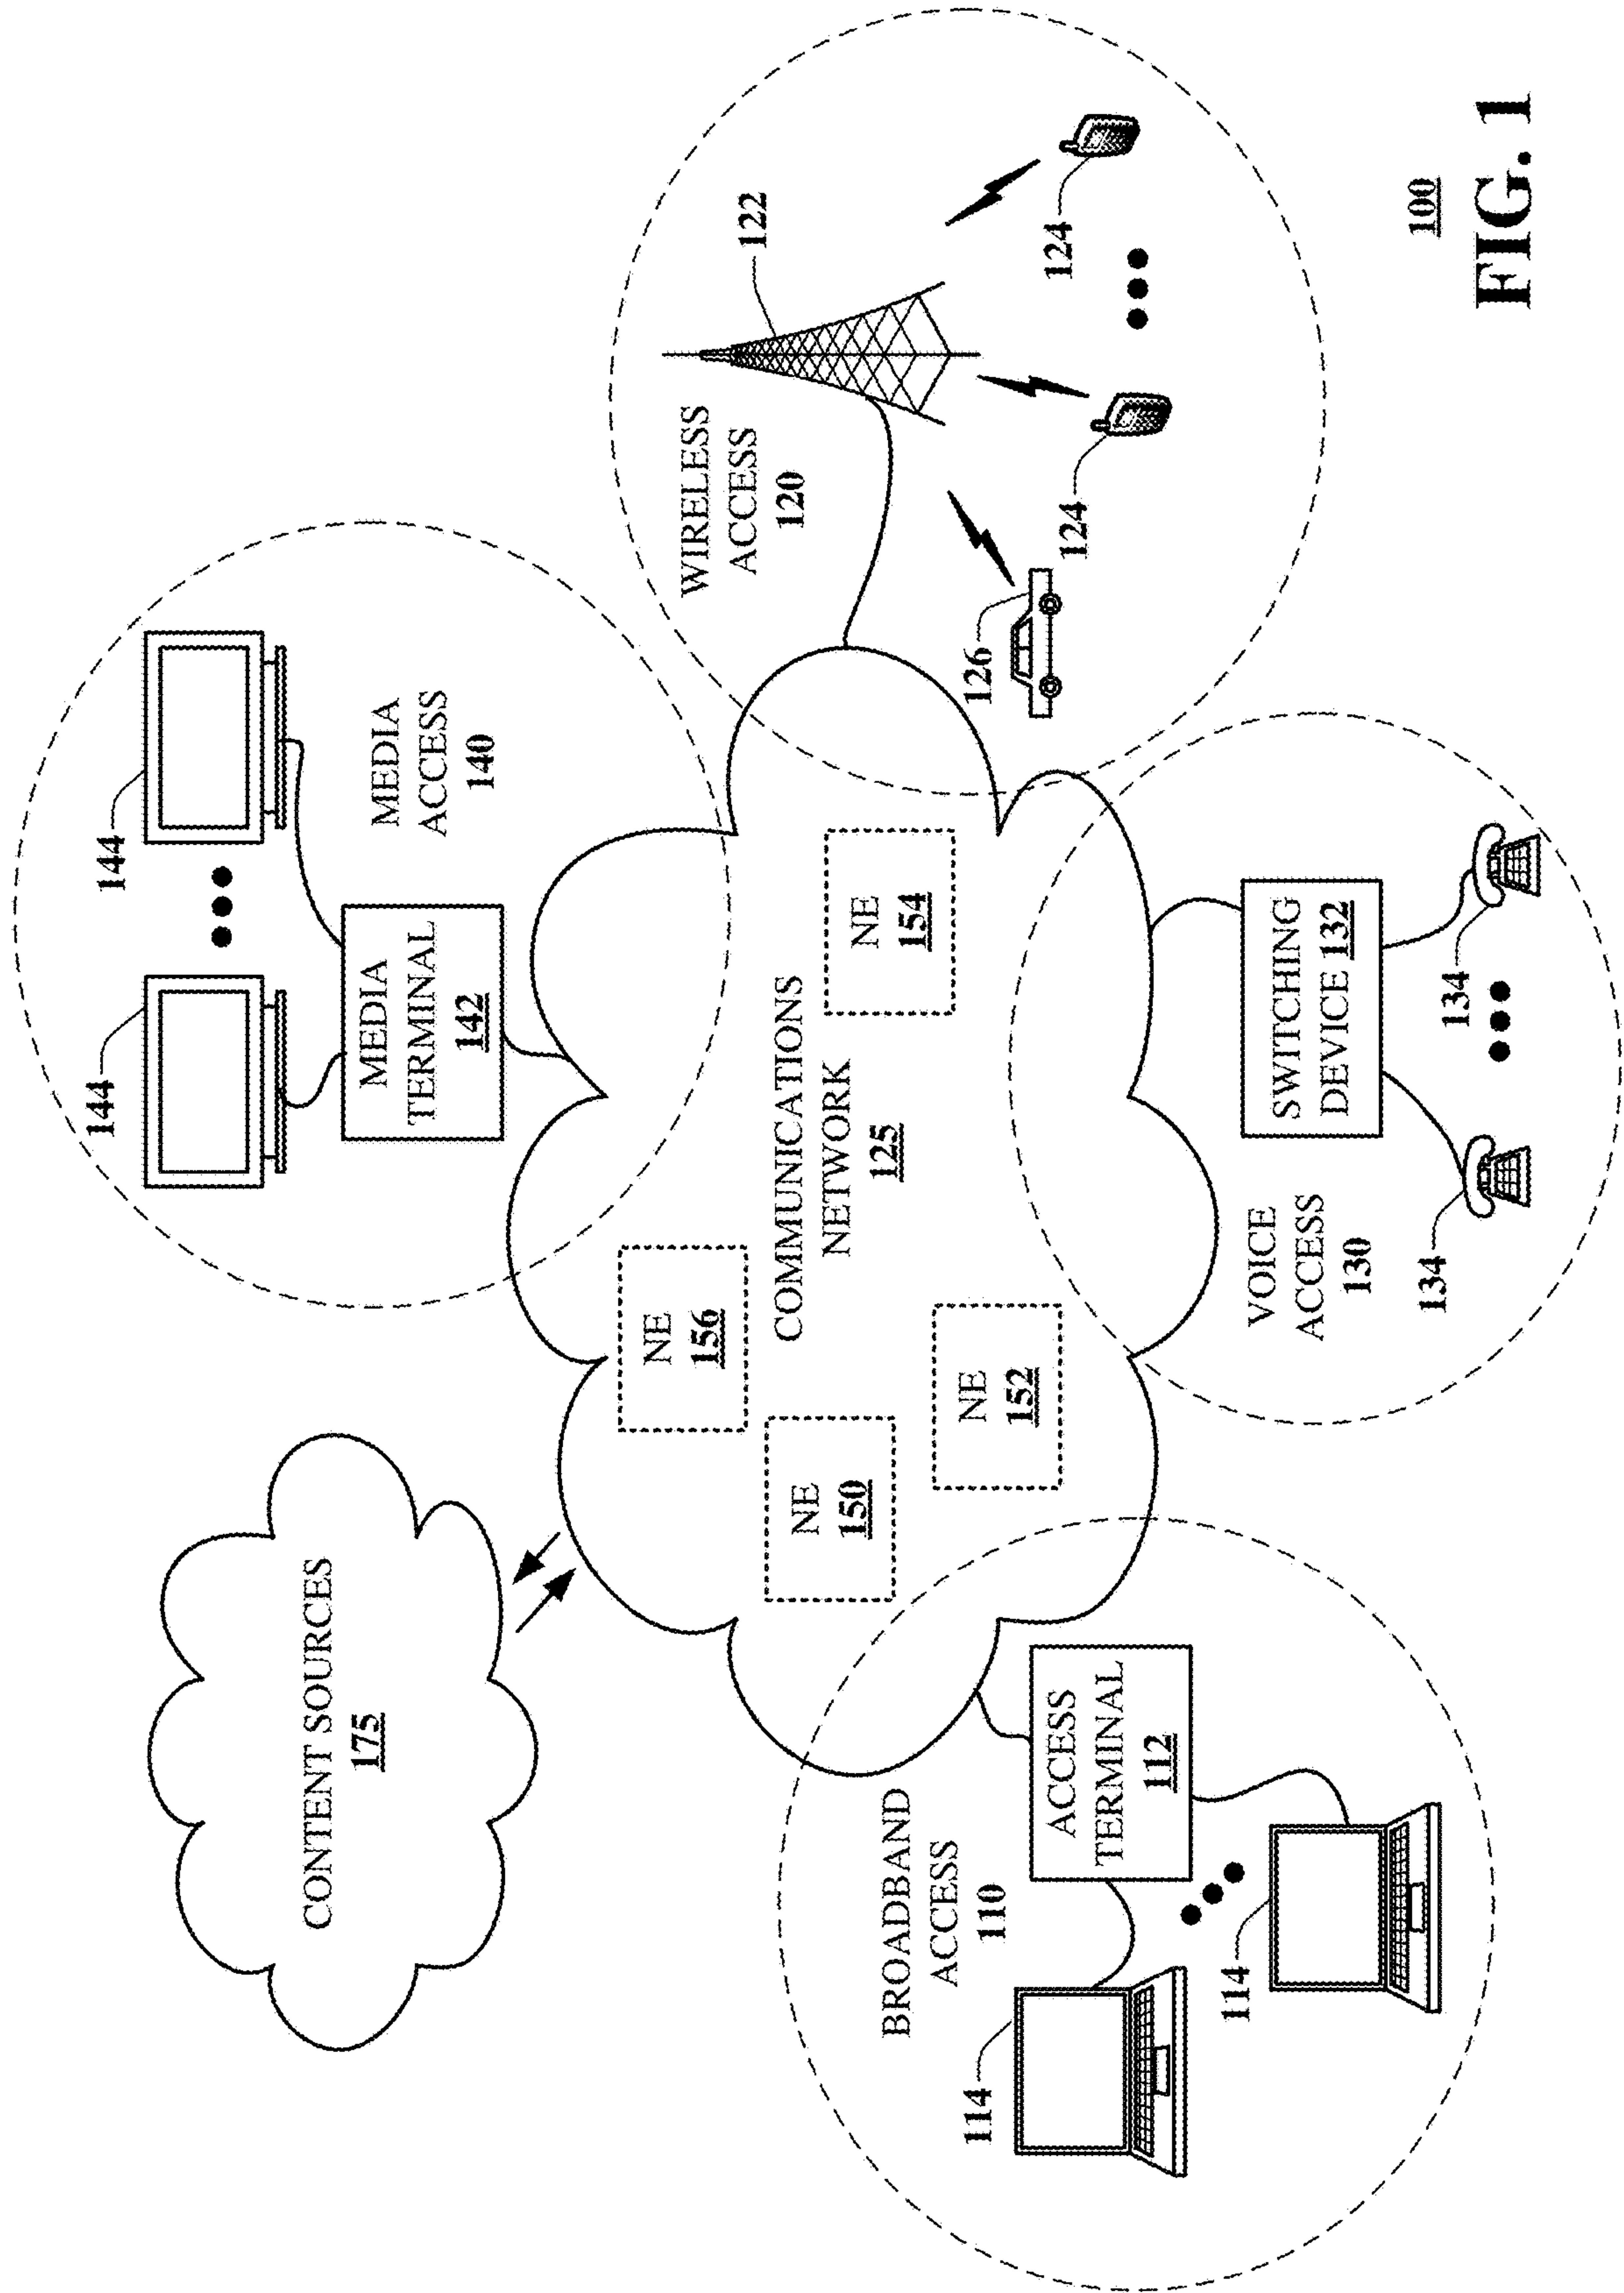 CONTENT SOURCES
175
144
144
MEDIA
TERMINAL
142
MEDIA
ACCESS
140
NE
156
NE
150
NE
152
COMMUNICATIONS
NETWORK
125
NE
154
WIRELESS
ACCESS
120
122
124
124
126
BROADBAND
ACCESS
110
ACCESS
TERMINAL
112
114
114
VOICE
ACCESS
130
SWITCHING
DEVICE 132
134
134
100
FIG. 1